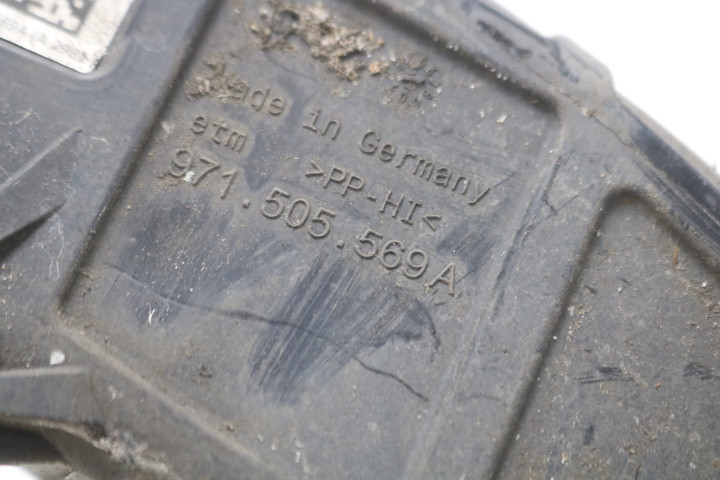 Made in Germany
etm >PP-HI<
971.505.569A